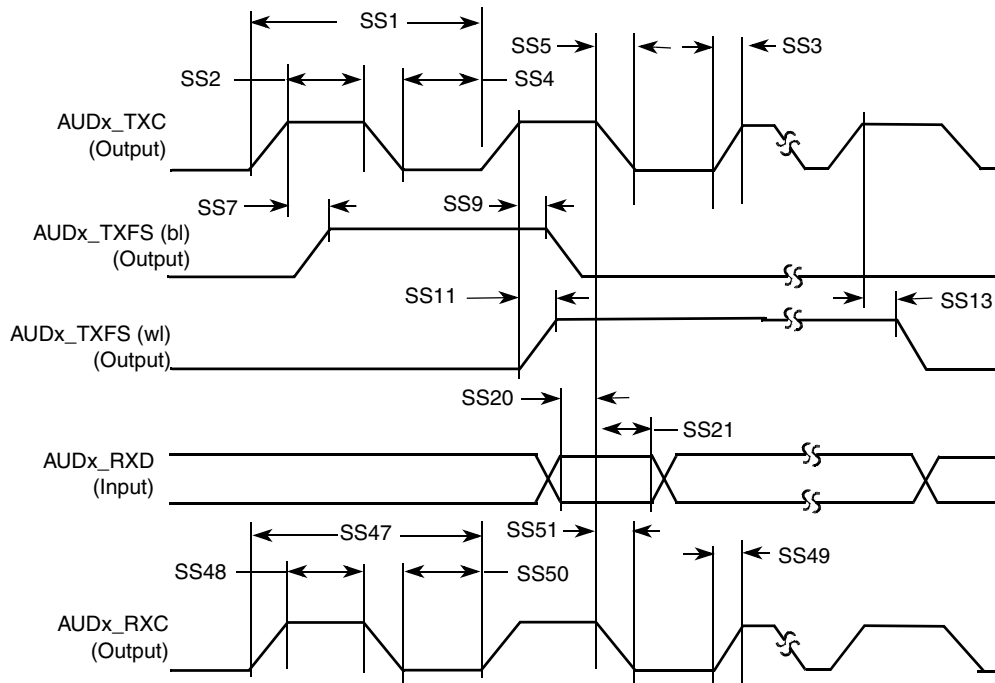 SS1
SS5
SS3
SS2
SS4
AUDx_TXC
(Output)
SS7
SS9
AUDx_TXFS (bl)
(Output)
SS11
SS13
AUDx_TXFS (wl)
(Output)
SS20
SS21
AUDx_RXD
(Input)
SS47
SS51
SS49
SS48
SS50
AUDx_RXC
(Output)